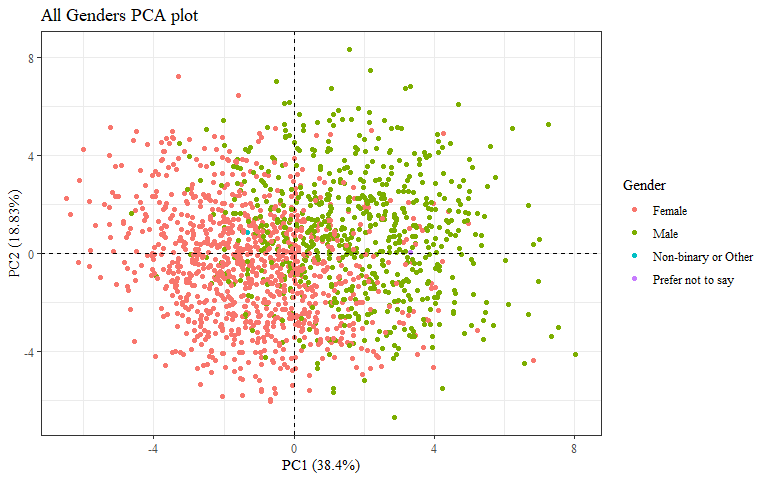 All Genders PCA plot
8
4
0
-4
PC2 (18.83%)
-4
0
4
8
PC1 (38.4%)
Gender
Female
Male
Non-binary or Other
Prefer not to say